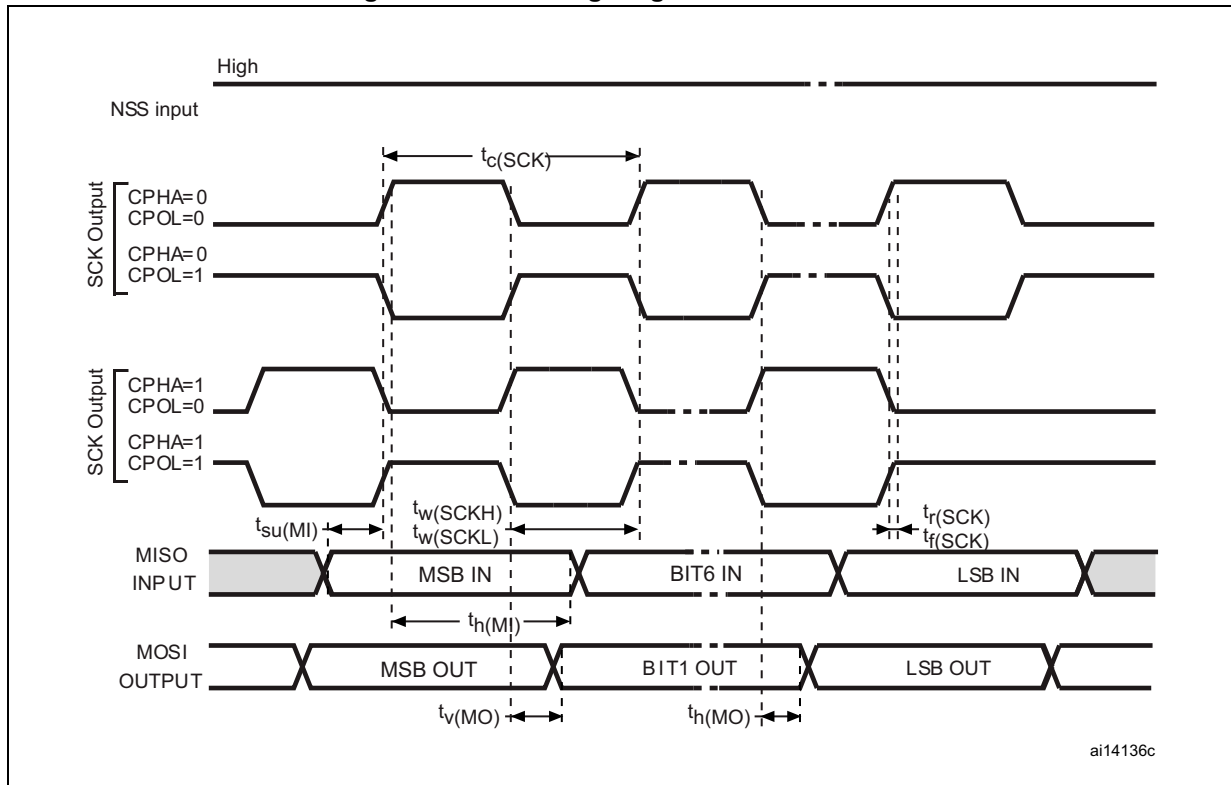 High
NSS input
tc(SCK)
SCK Output
CPHA=0
CPOL=0
CPHA=0
CPOL=1
SCK Output
CPHA=1
CPOL=0
CPHA=1
CPOL=1
tsu(MI)
tw(SCKH)
tw(SCKL)
tr(SCK)
tf(SCK)
MISO
INPUT
MSB IN
BIT6 IN
LSB IN
th(MI)
MOSI
OUTPUT
MSB OUT
BIT1 OUT
LSB OUT
tv(MO)
th(MO)
ai14136c